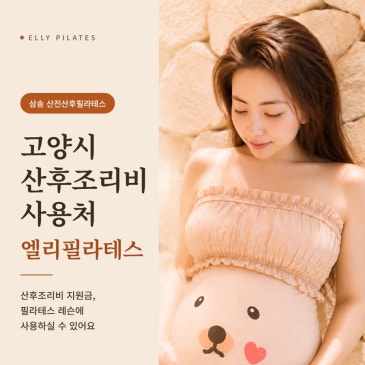 ELLY PILATES
삼송 산전산후필라테스
고양시
산후조리비
사용처
엘리필라테스
산후조리비 지원금,
필라테스 레슨에
사용하실 수 있어요